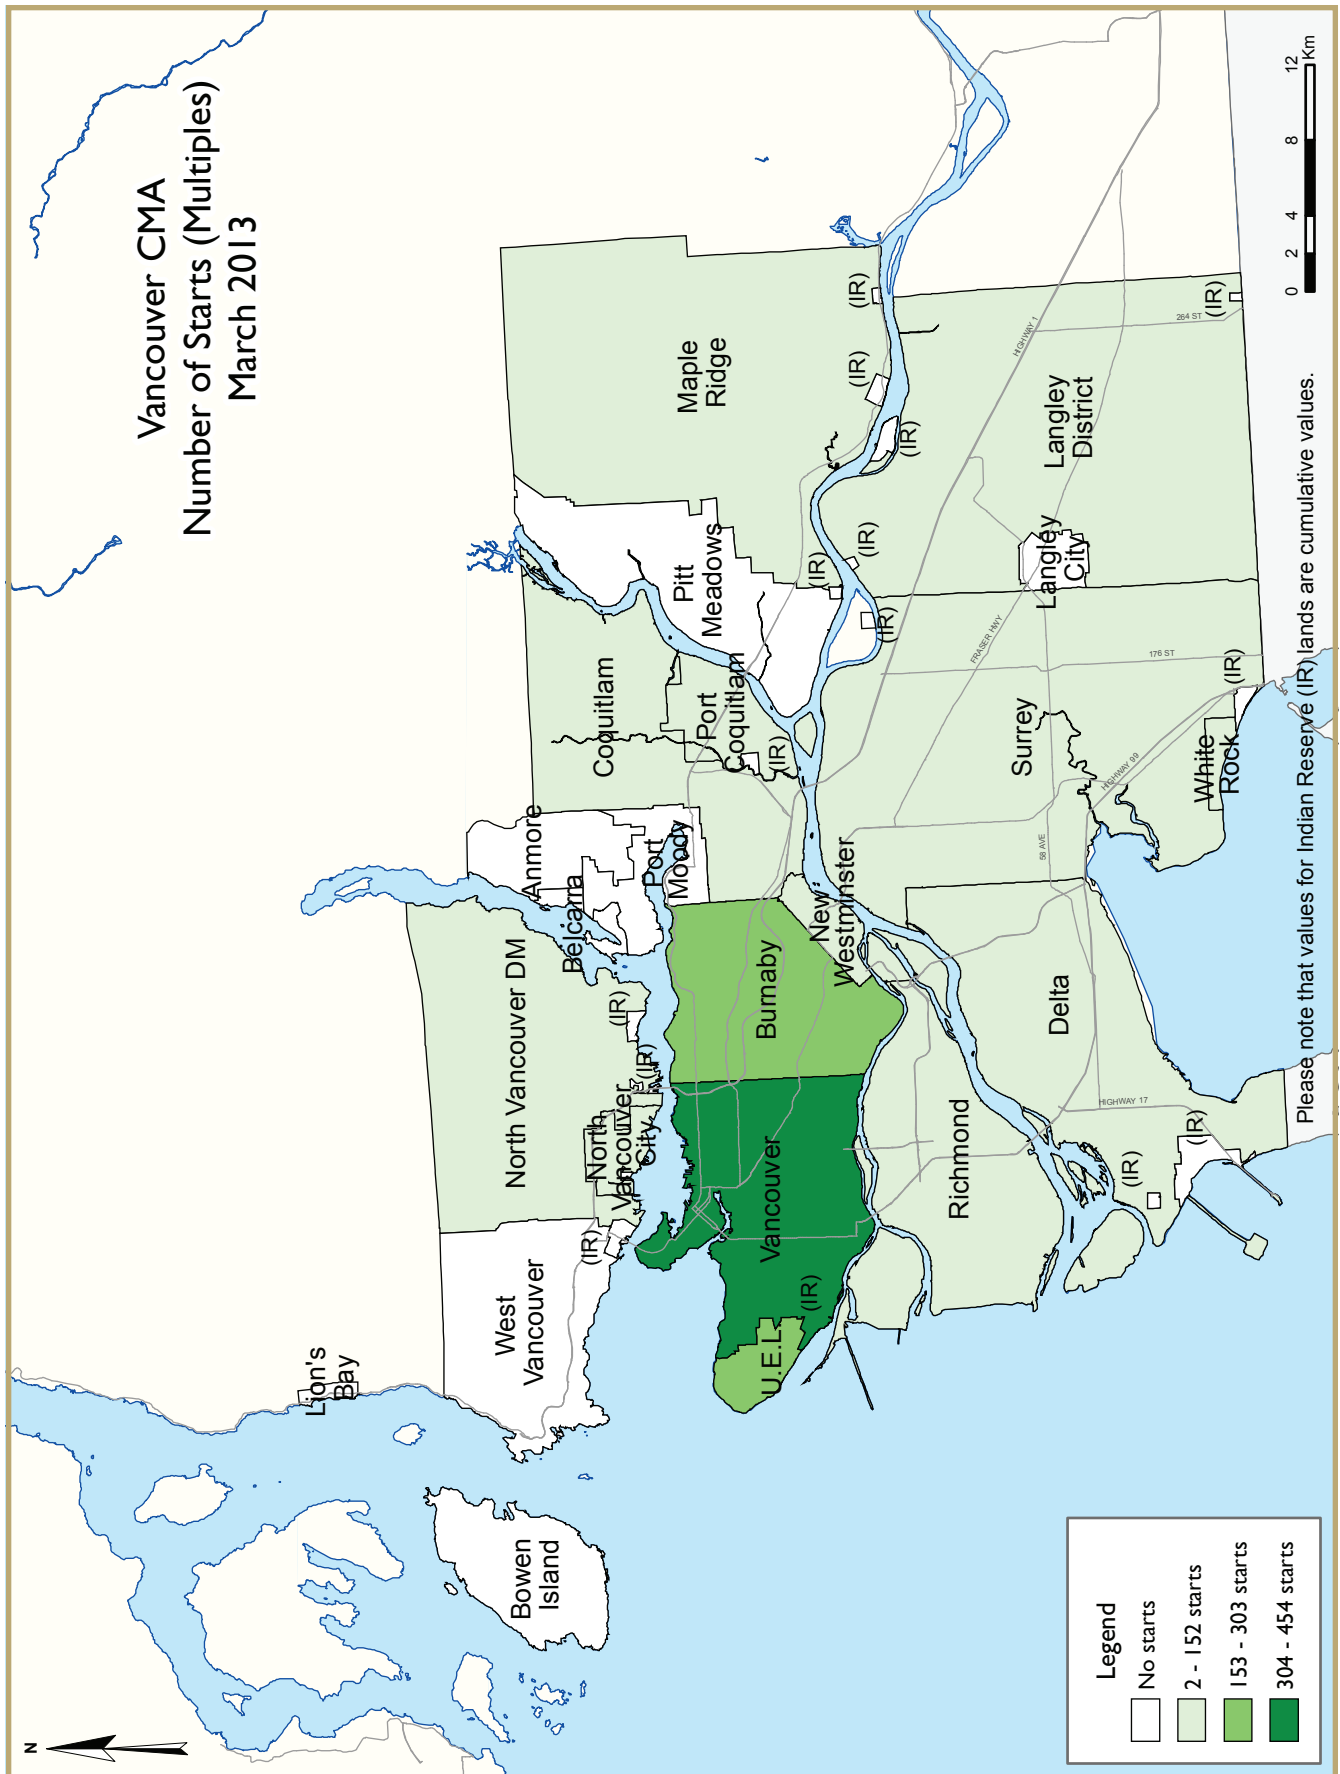 Vancouver CMA
Number of Starts (Multiples)
March 2013
N
Lion's
Bay
Bowen
Island
West
Vancouver
(IR)
North Vancouver DM
North
Vancouver
City
(IR)
(IR)
Belcarra
Anmore
Port
Moody
Coquitlam
Port
Coquitlam
(IR)
Pitt
Meadows
(IR)
Maple
Ridge
(IR)
(IR)
(IR)
(IR)
(IR)
U.E.L.
(IR)
Vancouver
Burnaby
New
Westminster
Richmond
Delta
(IR)
(IR)
HIGHWAY 17
Surrey
58 AVE
HIGHWAY 99
FRASER HWY
176 ST
White
Rock
(IR)
Langley
City
Langley
District
HIGHWAY 1
264 ST
(IR)
Legend
No starts
2 - 152 starts
153 - 303 starts
304 - 454 starts
Please note that values for Indian Reserve (IR) lands are cumulative values.
0 2 4 8 12
Km